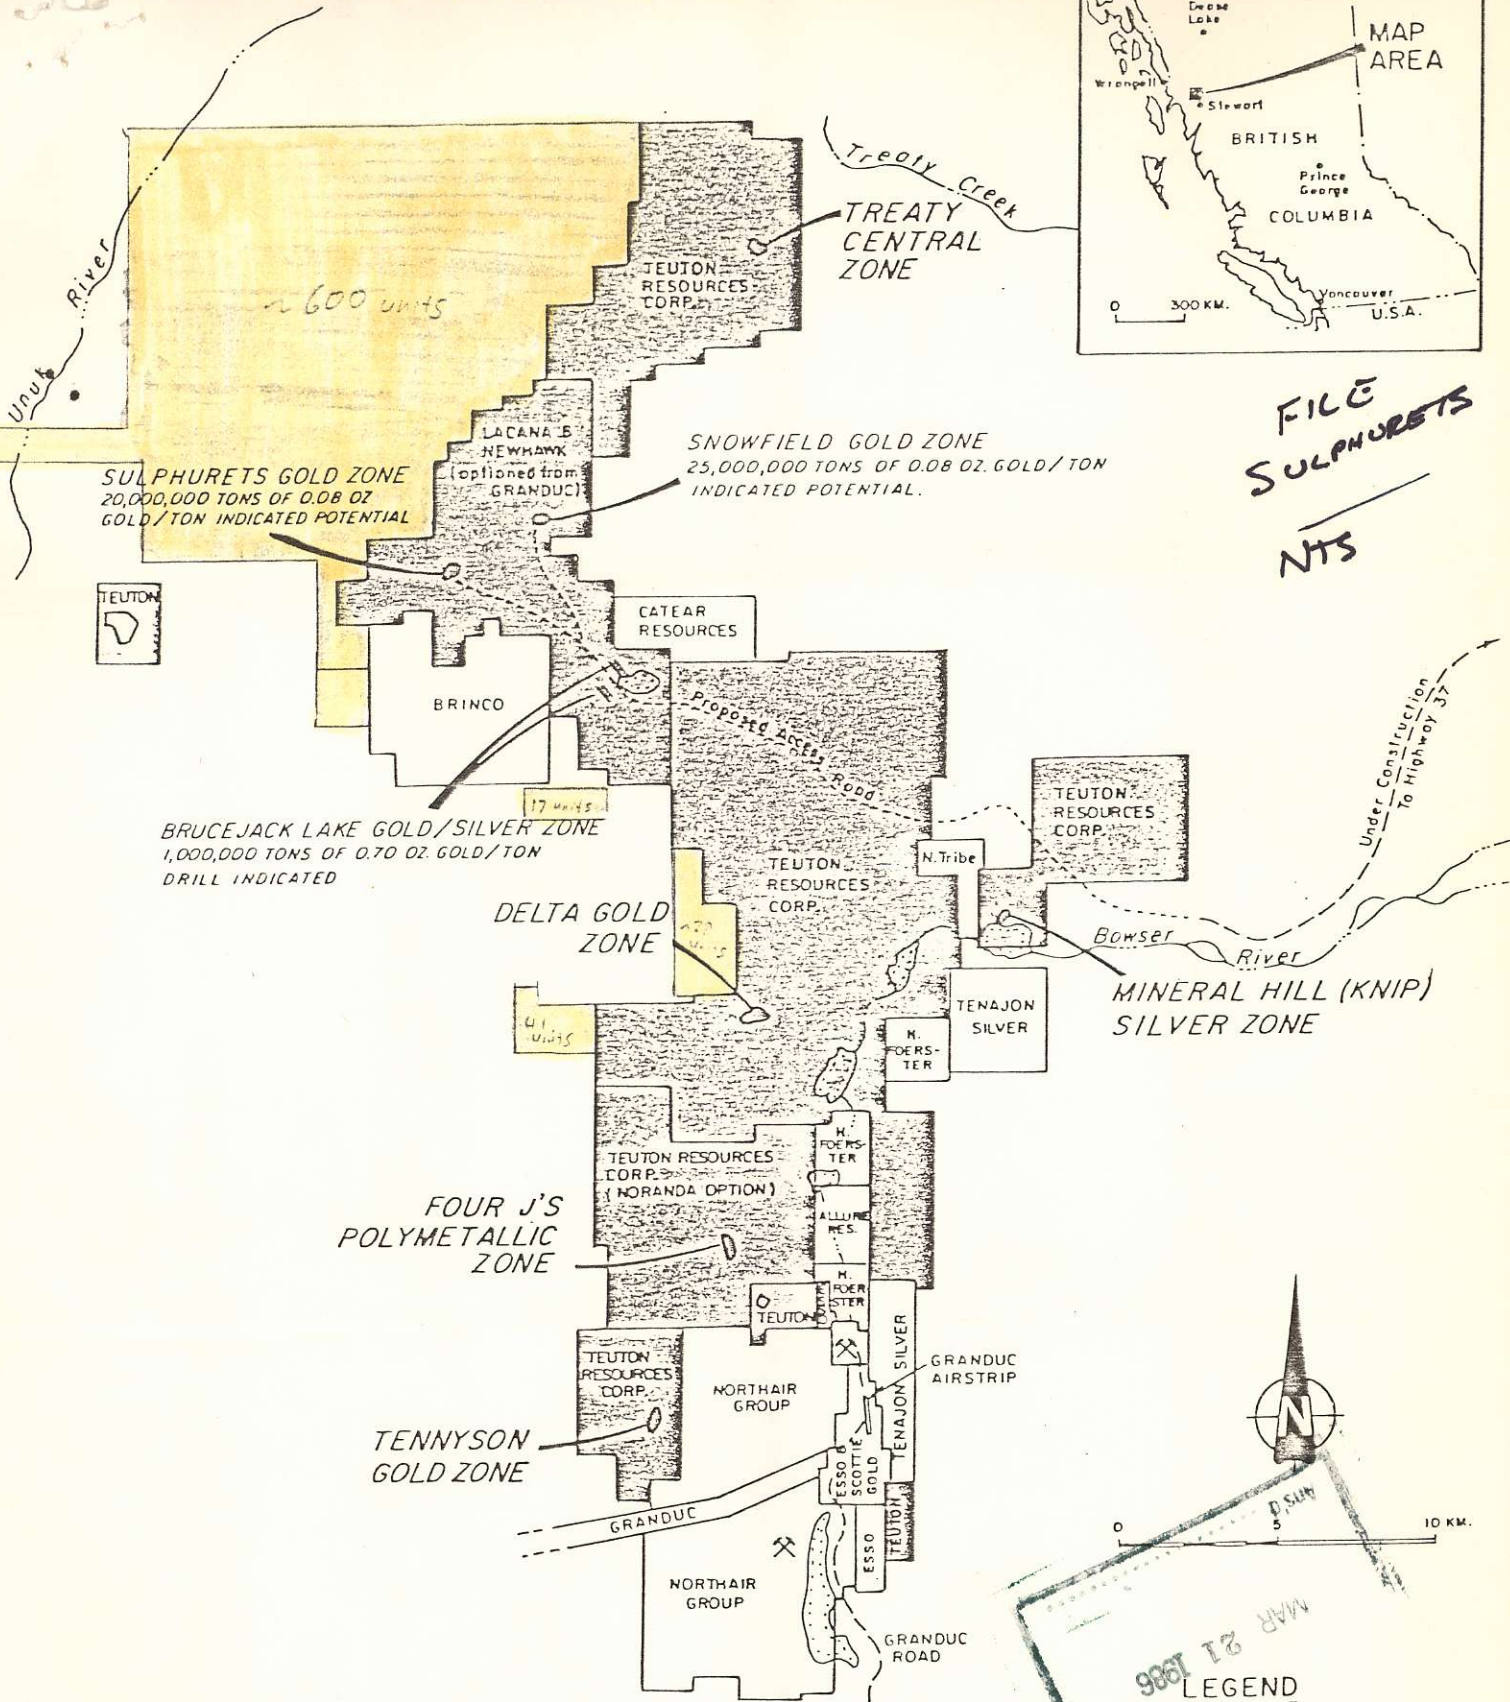 Dease
Lake
MAP
AREA
Wrangell
Stewart
BRITISH
Prince
George
COLUMBIA
Vancouver
U.S.A.
0 300 KM.
Treaty Creek
TREATY
CENTRAL
ZONE
TEUTON
RESOURCES
CORP.
~ 600 units
Unuk River
FILE
SULPHURETS
NTS
LACANA &
NEWHAWK
(optioned from
GRANDUC)
SNOWFIELD GOLD ZONE
25,000,000 TONS OF 0.08 OZ. GOLD/TON
INDICATED POTENTIAL.
SULPHURETS GOLD ZONE
20,000,000 TONS OF 0.08 OZ
GOLD/TON INDICATED POTENTIAL
TEUTON
CATEAR
RESOURCES
BRINCO
Proposed Access Road
Under Construction
To Highway 37
17 units
BRUCEJACK LAKE GOLD/SILVER ZONE
1,000,000 TONS OF 0.70 OZ. GOLD/TON
DRILL INDICATED
TEUTON
RESOURCES
CORP.
N. Tribe
TEUTON
RESOURCES
CORP.
DELTA GOLD
ZONE
units
Bowser River
MINERAL HILL (KNIP)
SILVER ZONE
TENAJON
SILVER
H.
FOERS-
TER
41
units
H.
FOERS-
TER
TEUTON RESOURCES
CORP.
(NORANDA OPTION)
ALLURE
RES.
FOUR J'S
POLYMETALLIC
ZONE
H.
FOER
STER
TEUTON
TEUTON
RESOURCES
CORP.
NORTHAIR
GROUP
TENAJON SILVER
GRANDUC
AIRSTRIP
TENNYSON
GOLD ZONE
ESSO &
SCOTTIE
GOLD
N
GRANDUC
ESSO
TEUTON
0 5 10 KM.
Ans'd
NORTHAIR
GROUP
GRANDUC
ROAD
MAR 21 1986
LEGEND